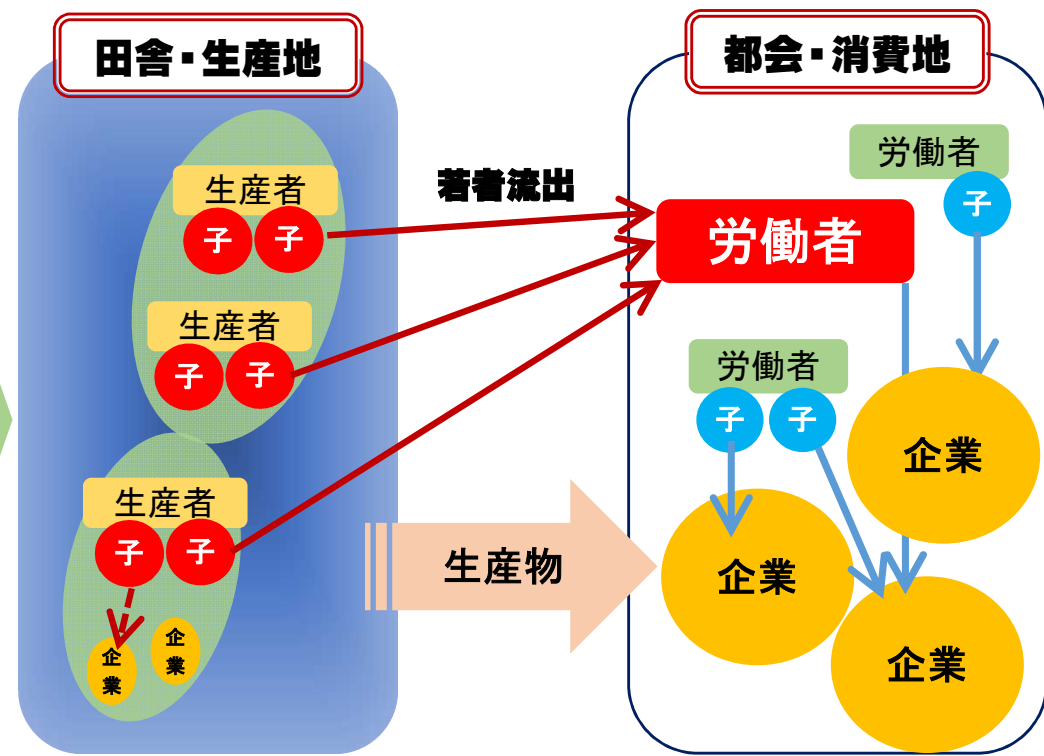 田舎・生産地
生産者
子 子
生産者
子 子
生産者
子 子
企業
企業
若者流出
生産物
都会・消費地
労働者
子
労働者
労働者
子 子
企業
企業
企業